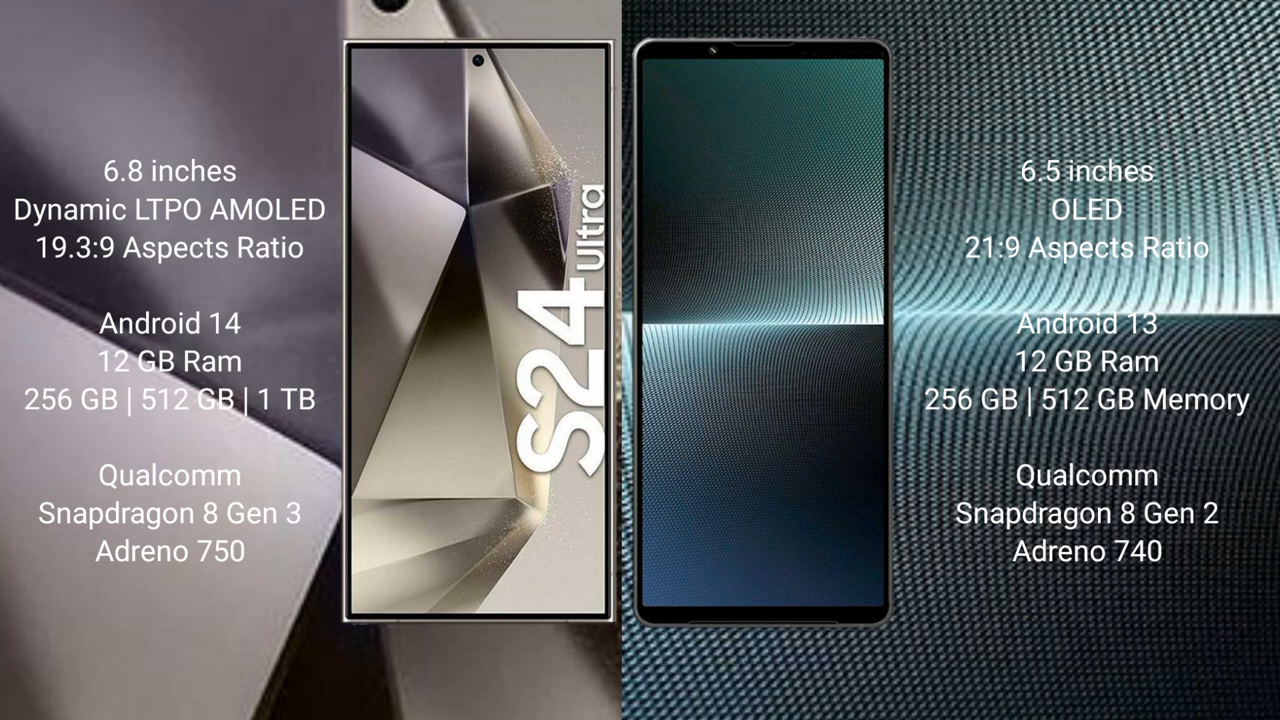 6.8 inches
Dynamic LTPO AMOLED
19.3:9 Aspects Ratio
Android 14
12 GB Ram
256 GB | 512 GB | 1 TB
Qualcomm
Snapdragon 8 Gen 3
Adreno 750
S24 Ultra
6.5 inches
OLED
21:9 Aspects Ratio
Android 13
12 GB Ram
256 GB | 512 GB Memory
Qualcomm
Snapdragon 8 Gen 2
Adreno 740